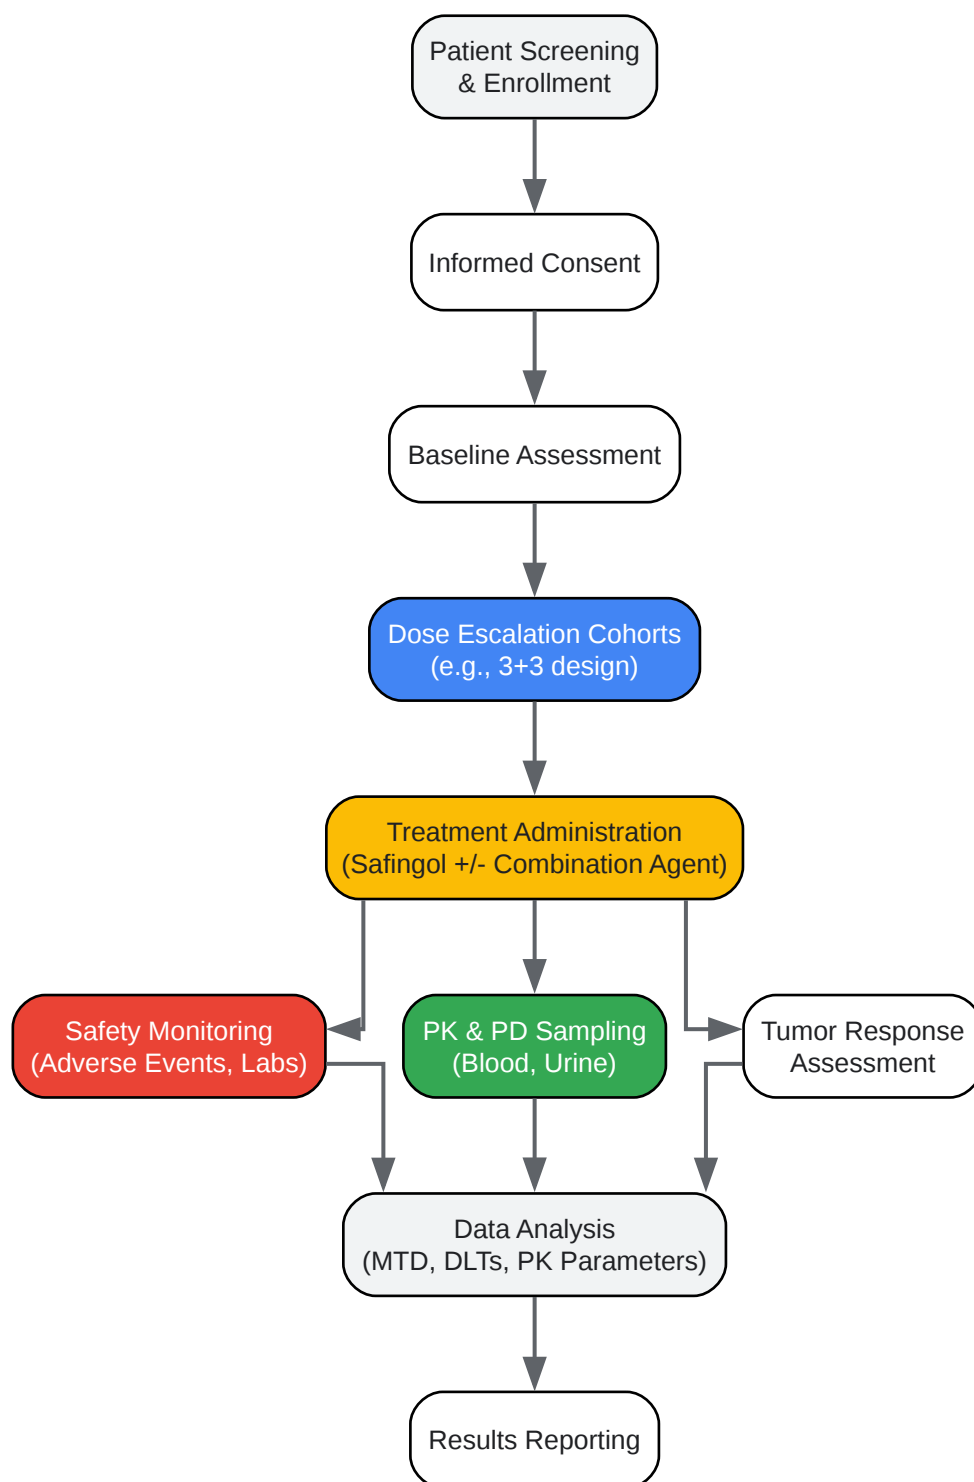 Patient Screening
& Enrollment
Informed Consent
Baseline Assessment
Dose Escalation Cohorts
(e.g., 3+3 design)
Treatment Administration
(Safingol +/- Combination Agent)
Safety Monitoring
(Adverse Events, Labs)
PK & PD Sampling
(Blood, Urine)
Tumor Response
Assessment
Data Analysis
(MTD, DLTs, PK Parameters)
Results Reporting